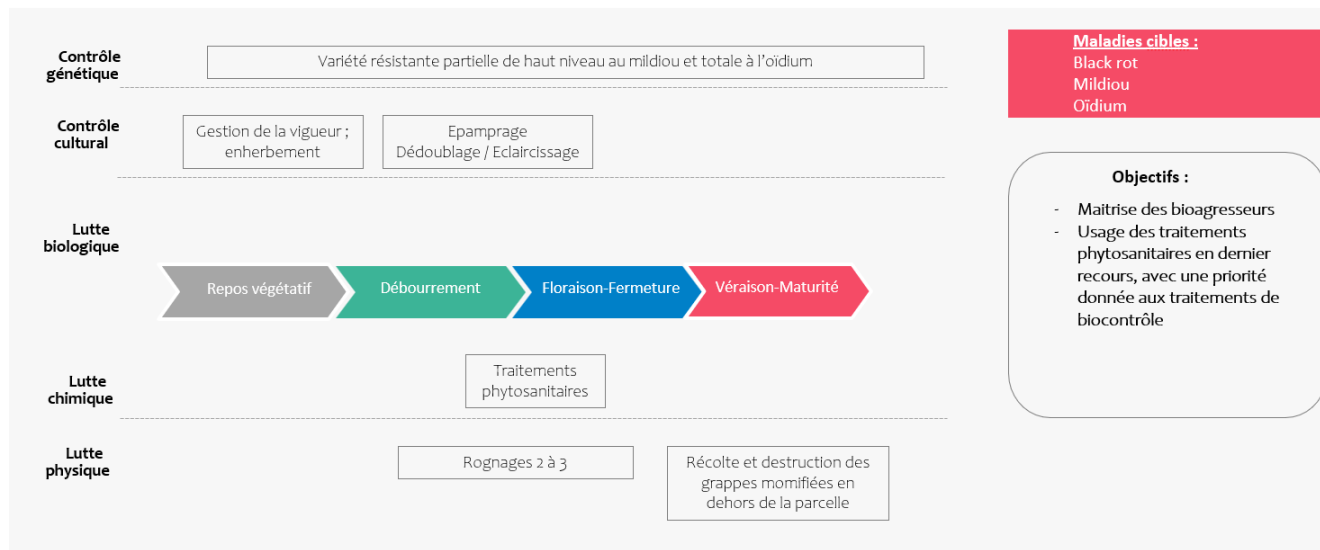 Contrôle
génétique
Variété résistante partielle de haut niveau au mildiou et totale à l'oïdium
Contrôle
cultural
Gestion de la vigueur ;
enherbement
Epamprage
Dédoublage / Eclaircissage
Lutte
biologique
Repos végétatif
Débourrement
Floraison-Fermeture
Véraison-Maturité
Lutte
chimique
Traitements
phytosanitaires
Lutte
physique
Rognages 2 à 3
Récolte et destruction des
grappes momifiées en
dehors de la parcelle
Maladies cibles :
Black rot
Mildiou
Oïdium
Objectifs :
- Maitrise des bioagresseurs
- Usage des traitements
phytosanitaires en dernier
recours, avec une priorité
donnée aux traitements de
biocontrôle